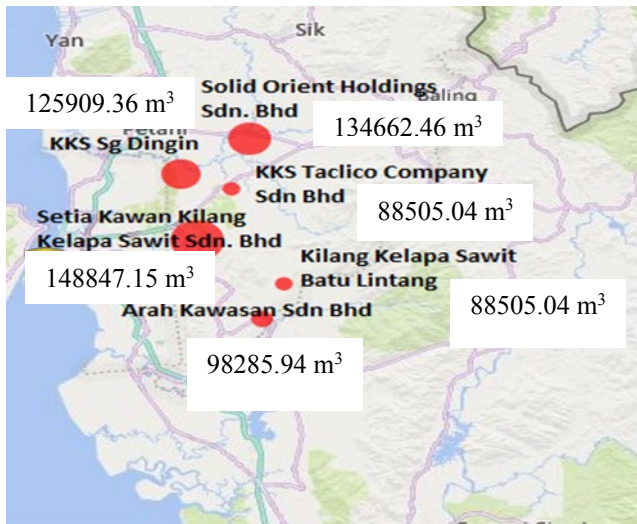 Yan
Sik
Solid Orient Holdings
Sdn. Bhd
125909.36 m³
Baling
134662.46 m³
KKS Sg Dingin
KKS Taclico Company
Sdn Bhd
88505.04 m³
Setia Kawan Kilang
Kelapa Sawit Sdn. Bhd
148847.15 m³
Kilang Kelapa Sawit
Batu Lintang
88505.04 m³
Arah Kawasan Sdn Bhd
98285.94 m³